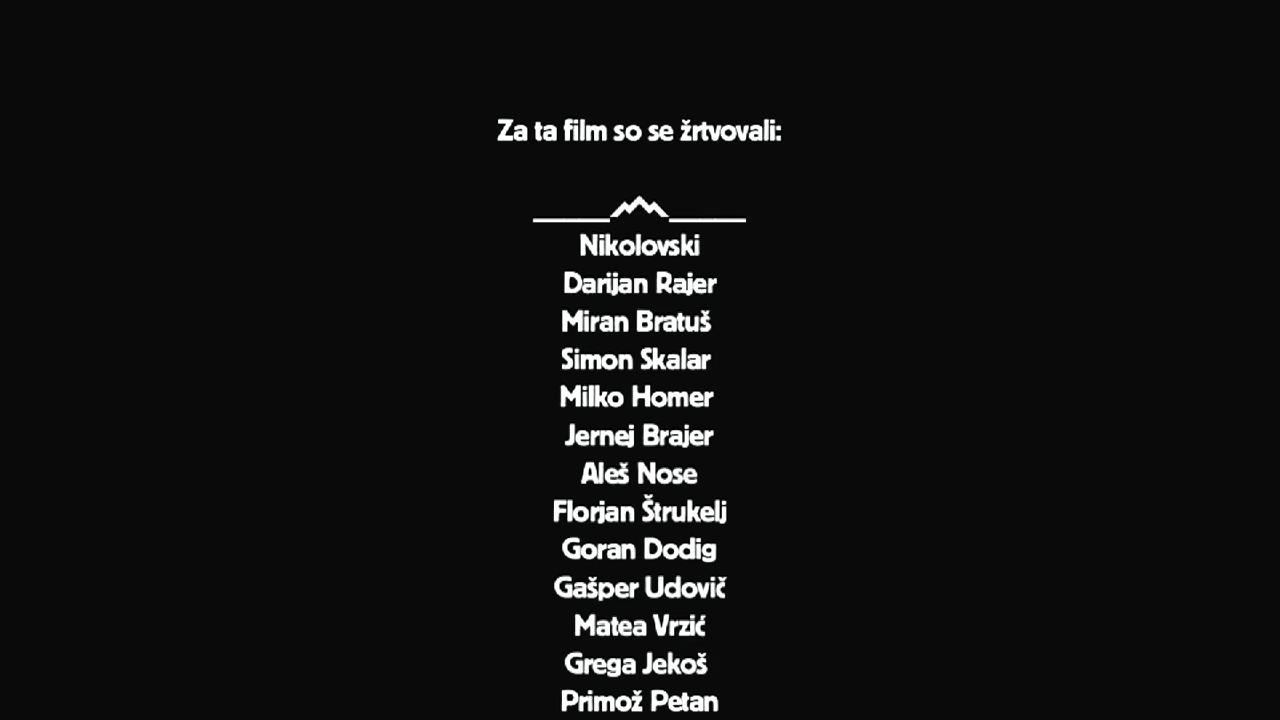 Za ta film so se žrtvovali:
Nikolovski
Darijan Rajer
Miran Bratuš
Simon Skalar
Milko Homer
Jernej Brajer
Aleš Nose
Florjan Štrukelj
Goran Dodig
Gašper Udovič
Matea Vrzić
Grega Jekoš
Primož Petan